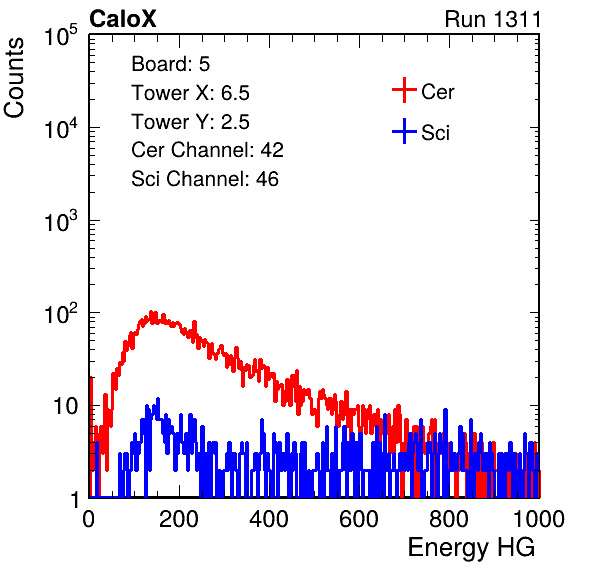 CaloX Run 1311
Counts
Board: 5
Tower X: 6.5
Tower Y: 2.5
Cer Channel: 42
Sci Channel: 46
Cer
Sci
10^5
10^4
10^3
10^2
10
1
0 200 400 600 800 1000
Energy HG